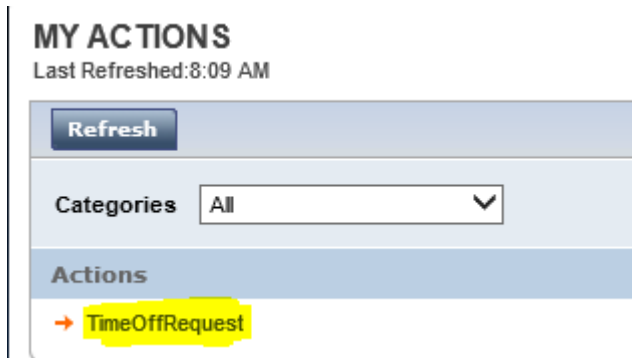 MY ACTIONS
Last Refreshed:8:09 AM
Refresh
Categories All
Actions
TimeOffRequest